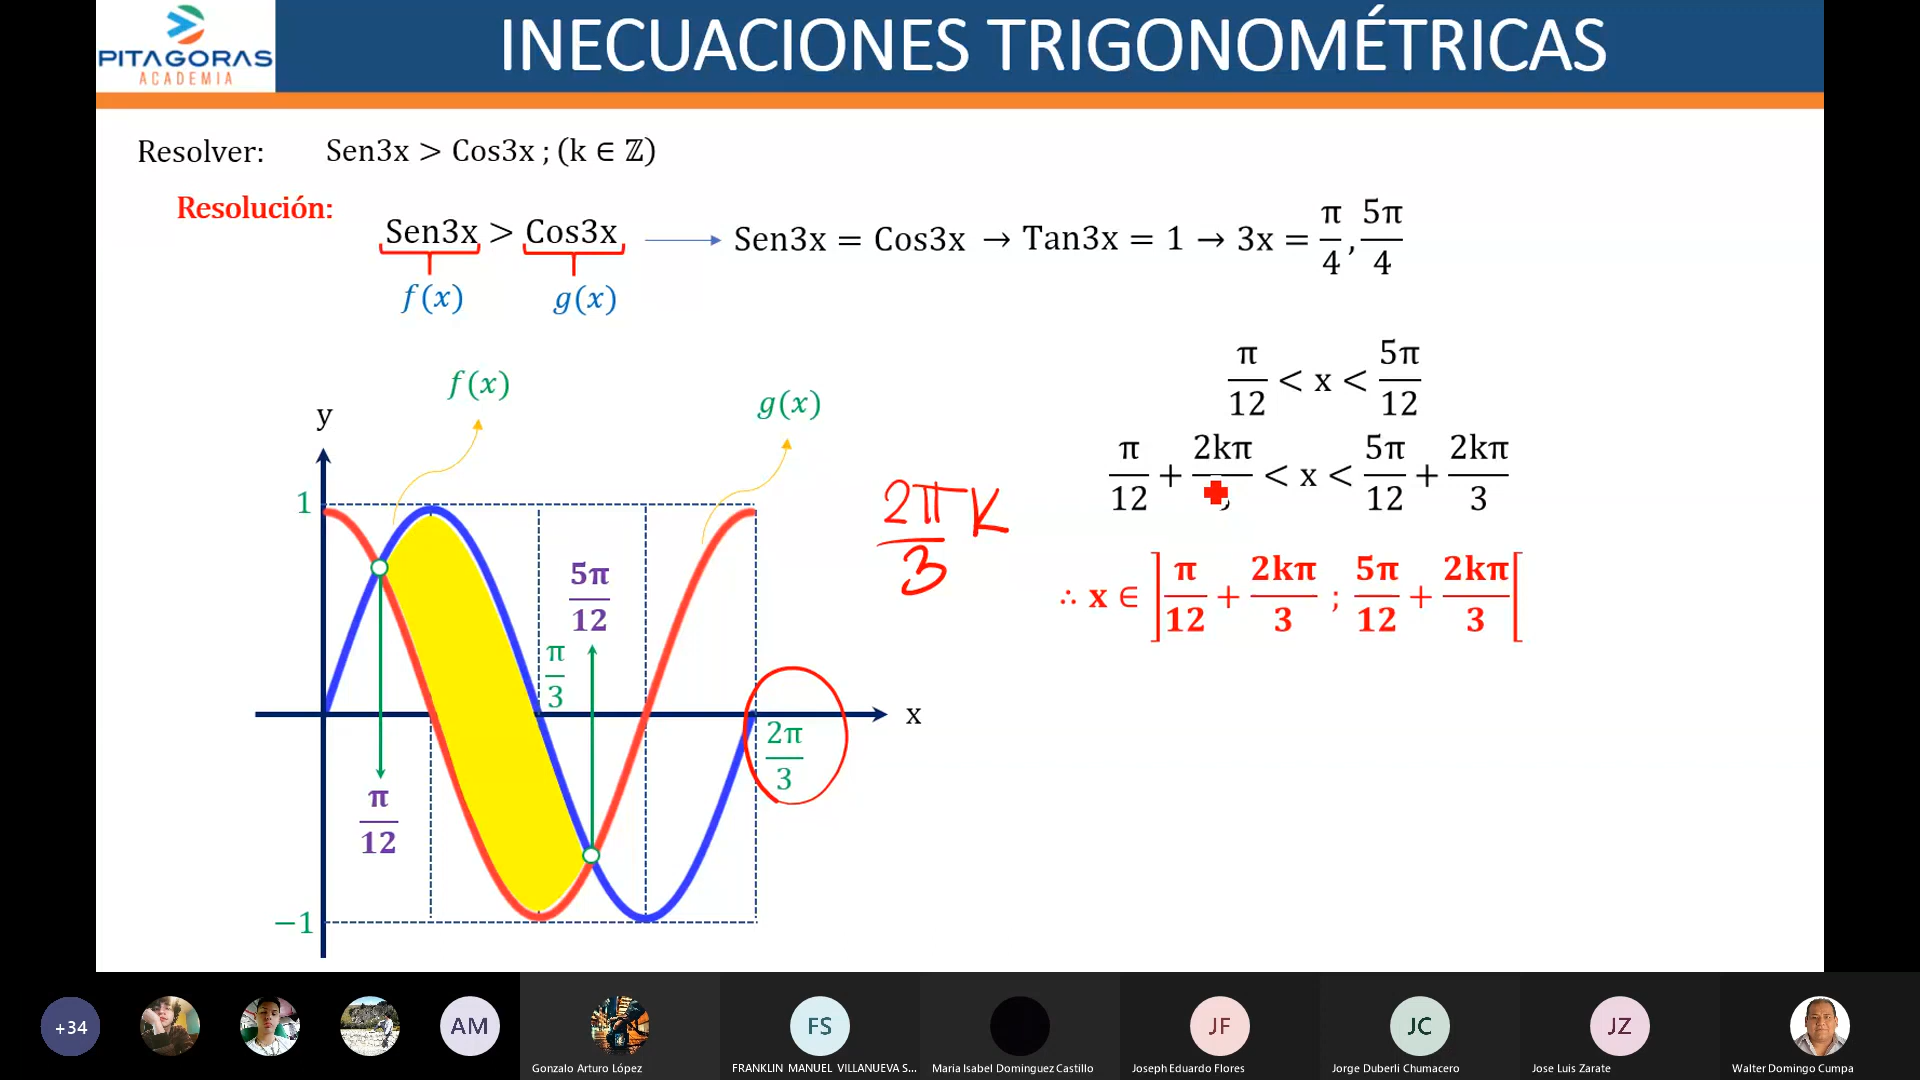 PITAGORAS
ACADEMIA
INECUACIONES TRIGONOMÉTRICAS
Resolver: Sen3x > Cos3x ; (k ∈ ℤ)
Resolución:
Sen3x > Cos3x → Sen3x = Cos3x → Tan3x = 1 → 3x = π/4, 5π/4
f(x) g(x)
π/12 < x < 5π/12
π/12 + 2kπ/ < x < 5π/12 + 2kπ/3
∴ x ∈ ]π/12 + 2kπ/3 ; 5π/12 + 2kπ/3[
2π/3 K
f(x)
g(x)
y
1
5π/12
π/3
x
2π/3
π/12
−1
+34
AM
FS
JF
JC
JZ
Gonzalo Arturo López
FRANKLIN MANUEL VILLANUEVA S...
Maria Isabel Dominguez Castillo
Joseph Eduardo Flores
Jorge Duberli Chumacero
Jose Luis Zarate
Walter Domingo Cumpa